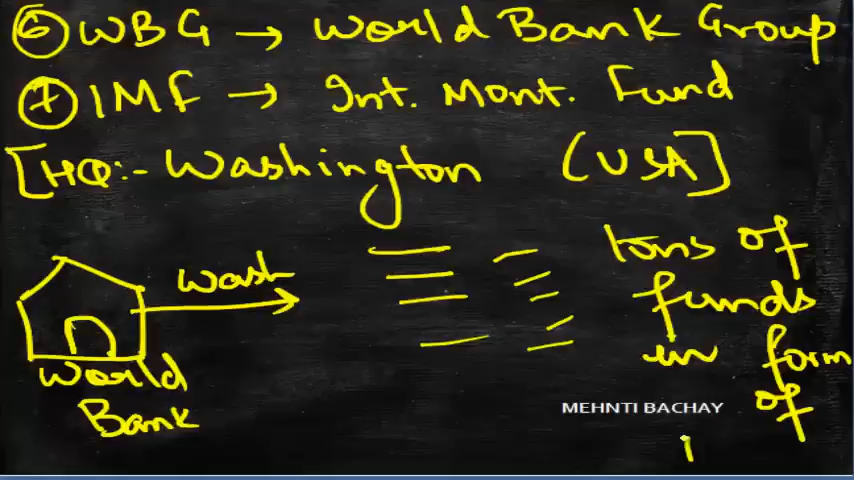 6 WBG → World Bank Group
7 IMF → Int. Mont. Fund
[HQ:- Washington (USA]
wash
World
Bank
tons of
funds
in form
of
MEHNTI BACHAY